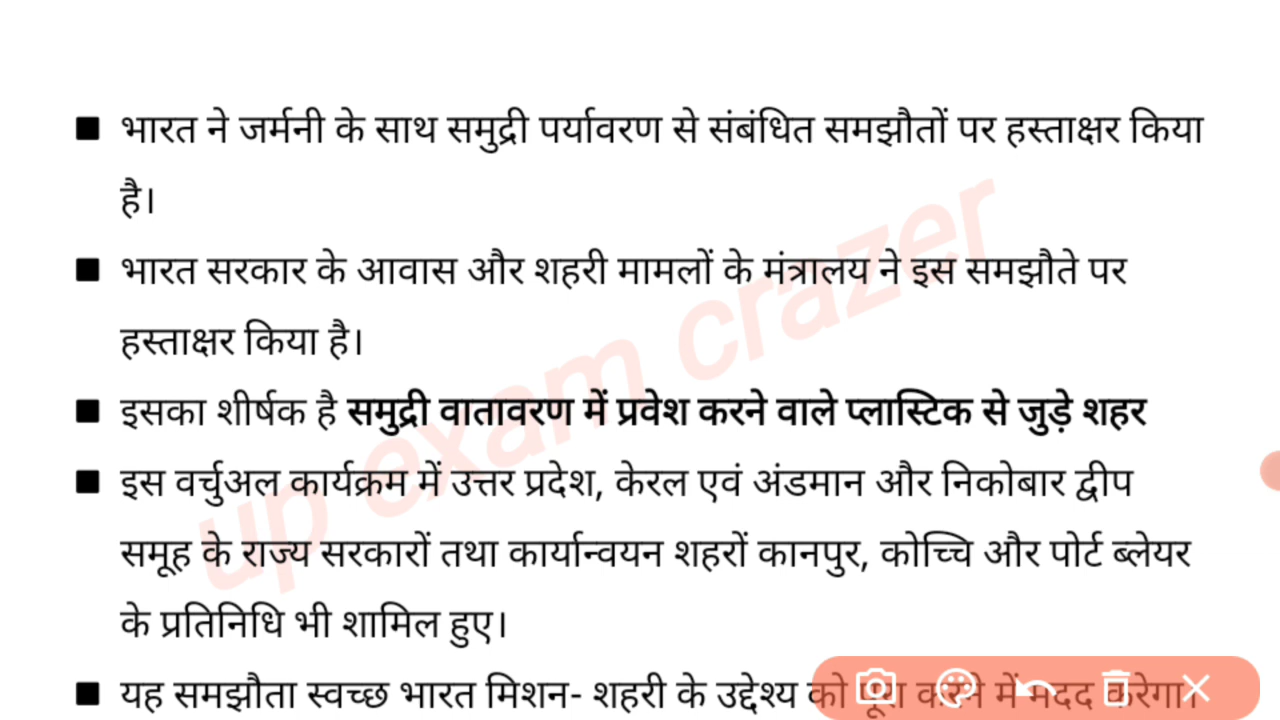 ■ भारत ने जर्मनी के साथ समुद्री पर्यावरण से संबंधित समझौतों पर हस्ताक्षर किया
है।
■ भारत सरकार के आवास और शहरी मामलों के मंत्रालय ने इस समझौते पर
हस्ताक्षर किया है।
■ इसका शीर्षक है समुद्री वातावरण में प्रवेश करने वाले प्लास्टिक से जुड़े शहर
■ इस वर्चुअल कार्यक्रम में उत्तर प्रदेश, केरल एवं अंडमान और निकोबार द्वीप
समूह के राज्य सरकारों तथा कार्यान्वयन शहरों कानपुर, कोच्चि और पोर्ट ब्लेयर
के प्रतिनिधि भी शामिल हुए।
■ यह समझौता स्वच्छ भारत मिशन- शहरी के उद्देश्य को पूरा करने में मदद करेगा।
up exam crazer